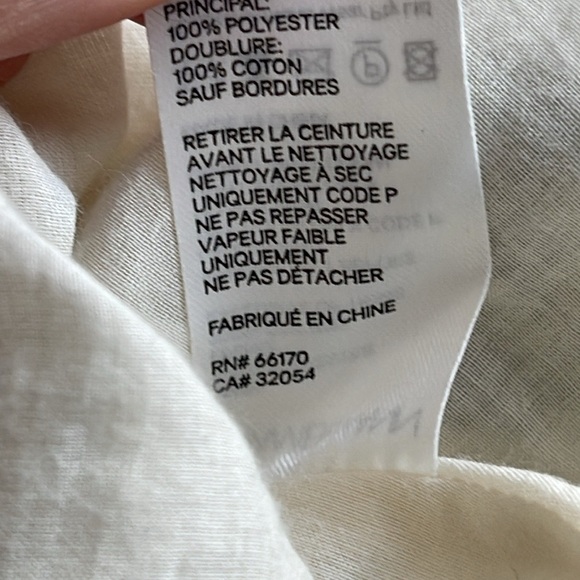 PRINCIPAL:
100% POLYESTER
DOUBLURE:
100% COTON
SAUF BORDURES
RETIRER LA CEINTURE
AVANT LE NETTOYAGE
NETTOYAGE À SEC
UNIQUEMENT CODE P
NE PAS REPASSER
VAPEUR FAIBLE
UNIQUEMENT
NE PAS DÉTACHER
FABRIQUÉ EN CHINE
RN# 66170
CA# 32054